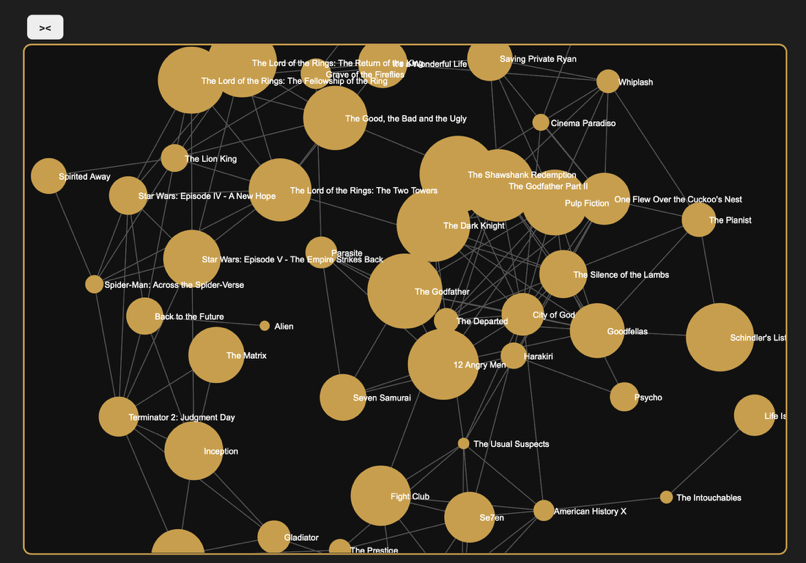 ><
The Lord of the Rings: The Return of the King
It's a Wonderful Life
Saving Private Ryan
Grave of the Fireflies
The Lord of the Rings: The Fellowship of the Ring
Whiplash
The Good, the Bad and the Ugly
Cinema Paradiso
The Lion King
Spirited Away
The Shawshank Redemption
The Godfather Part II
The Lord of the Rings: The Two Towers
Star Wars: Episode IV - A New Hope
One Flew Over the Cuckoo's Nest
Pulp Fiction
The Pianist
The Dark Knight
Parasite
Star Wars: Episode V - The Empire Strikes Back
The Silence of the Lambs
Spider-Man: Across the Spider-Verse
The Godfather
Back to the Future
City of God
The Departed
Alien
Goodfellas
Schindler's List
The Matrix
Harakiri
12 Angry Men
Seven Samurai
Psycho
Terminator 2: Judgment Day
Life Is
The Usual Suspects
Inception
Fight Club
The Intouchables
American History X
Se7en
Gladiator
The Prestige